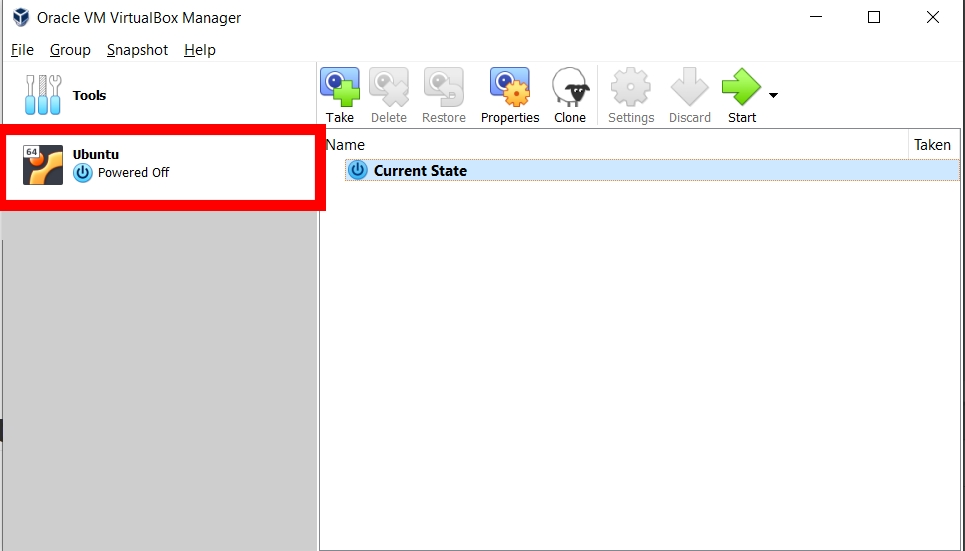 Oracle VM VirtualBox Manager
File Group Snapshot Help
Tools
Take Delete Restore Properties Clone Settings Discard Start
64
Ubuntu
Powered Off
Name Taken
Current State